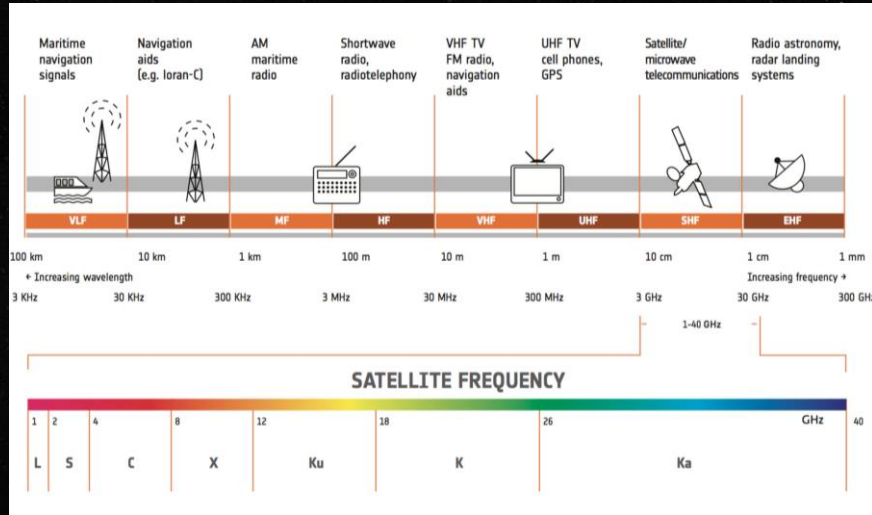 Maritime
navigation
signals
Navigation
aids
(e.g. loran-C)
AM
maritime
radio
Shortwave
radio,
radiotelephony
VHF TV
FM radio,
navigation
aids
UHF TV
cell phones,
GPS
Satellite/
microwave
telecommunications
Radio astronomy,
radar landing
systems
VLF LF MF HF VHF UHF SHF EHF
100 km 10 km 1 km 100 m 10 m 1 m 10 cm 1 cm 1 mm
← Increasing wavelength Increasing frequency →
3 KHz 30 KHz 300 KHz 3 MHz 30 MHz 300 MHz 3 GHz 30 GHz 300 GH
1-40 GHz
SATELLITE FREQUENCY
1 2 4 8 12 18 26 GHz 40
L S C X Ku K Ka